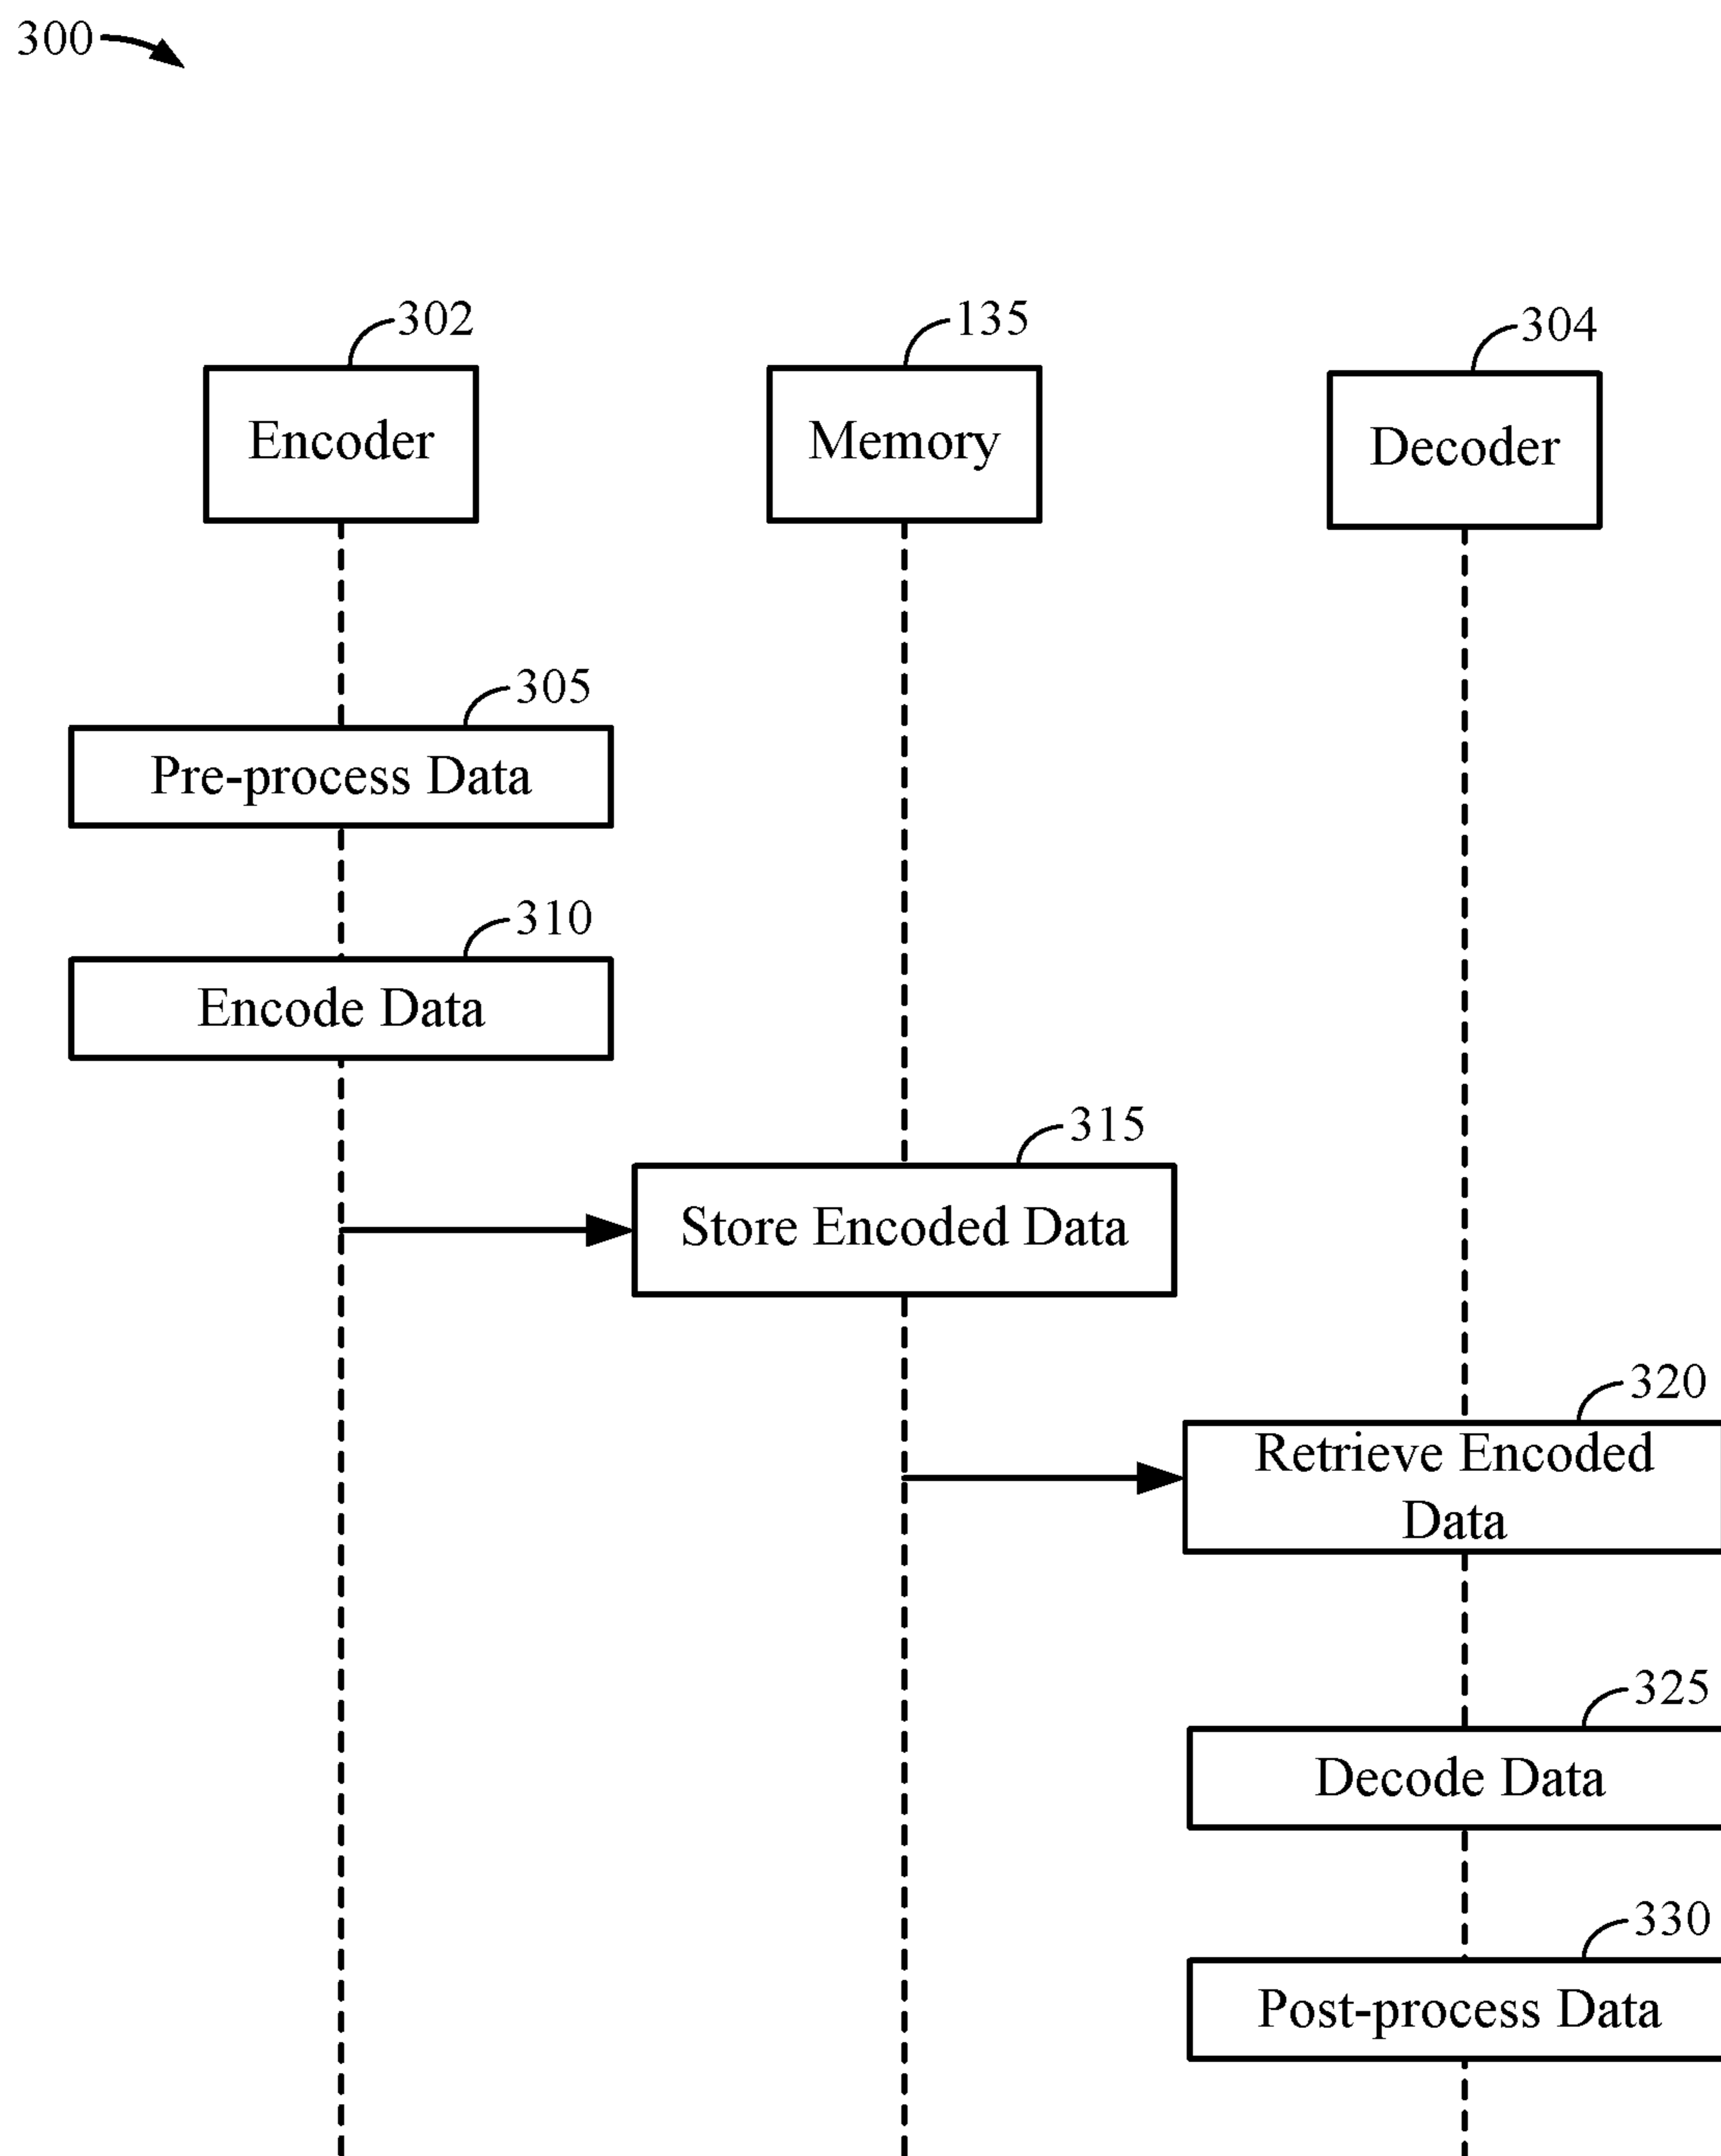 300
302
135
304
Encoder
Memory
Decoder
305
Pre-process Data
310
Encode Data
315
Store Encoded Data
320
Retrieve Encoded
Data
325
Decode Data
330
Post-process Data